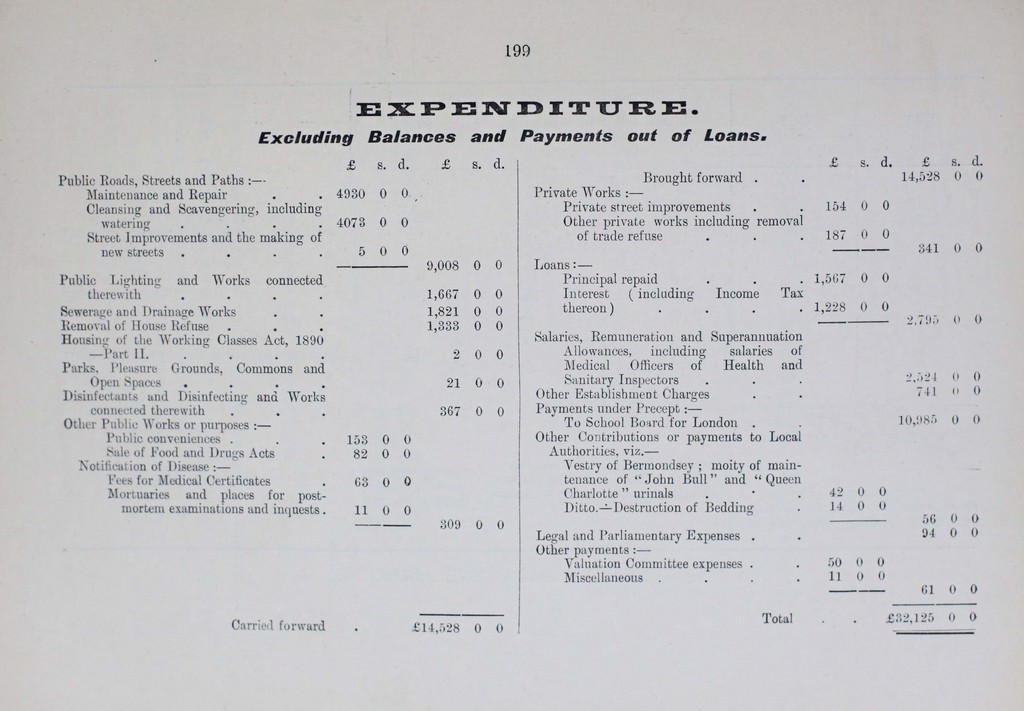 199
EXPENDITURE.
Excluding Balances and Payments out of Loans.
£ s. d. £ s. d.
Public Roads, Streets and Paths :—
Maintenance and Repair . . 4930 0 0
Cleansing and Scavengering, including
watering . . . . 4073 0 0
Street Improvements and the making of
new streets . . . . 5 0 0
9,008 0 0
Public Lighting and Works connected
therewith . . . . 1,667 0 0
Sewerage and Drainage Works . . 1,821 0 0
Removal of House Refuse . . . 1,333 0 0
Housing of the Working Classes Act, 1890
—Part II. . . . . 2 0 0
Parks, Pleasure Grounds, Commons and
Open Spaces . . . . 21 0 0
Disinfectants and Disinfecting and Works
connected therewith . . . 367 0 0
Other Public Works or purposes :—
Public conveniences . . . 153 0 0
Sale of Food and Drugs Acts . 82 0 0
Notification of Disease :—
Fees for Medical Certificates . 63 0 0
Mortuaries and places for post-
mortem examinations and inquests . 11 0 0
309 0 0
Carried forward . £14,528 0 0
£ s. d. £ s. d.
Brought forward . . 14,528 0 0
Private Works :—
Private street improvements . . 154 0 0
Other private works including removal
of trade refuse . . . 187 0 0
341 0 0
Loans :—
Principal repaid . . . 1,567 0 0
Interest (including Income Tax
thereon) . . . . 1,228 0 0
2,795 0 0
Salaries, Remuneration and Superannuation
Allowances, including salaries of
Medical Officers of Health and
Sanitary Inspectors . . . 2,524 0 0
Other Establishment Charges . . 741 0 0
Payments under Precept :—
To School Board for London . . 10,985 0 0
Other Contributions or payments to Local
Authorities, viz.—
Vestry of Bermondsey ; moity of main-
tenance of "John Bull" and "Queen
Charlotte" urinals . . . 42 0 0
Ditto.—Destruction of Bedding . 14 0 0
56 0 0
Legal and Parliamentary Expenses . . 94 0 0
Other payments :—
Valuation Committee expenses . . 50 0 0
Miscellaneous . . . . 11 0 0
61 0 0
Total . . £32,125 0 0